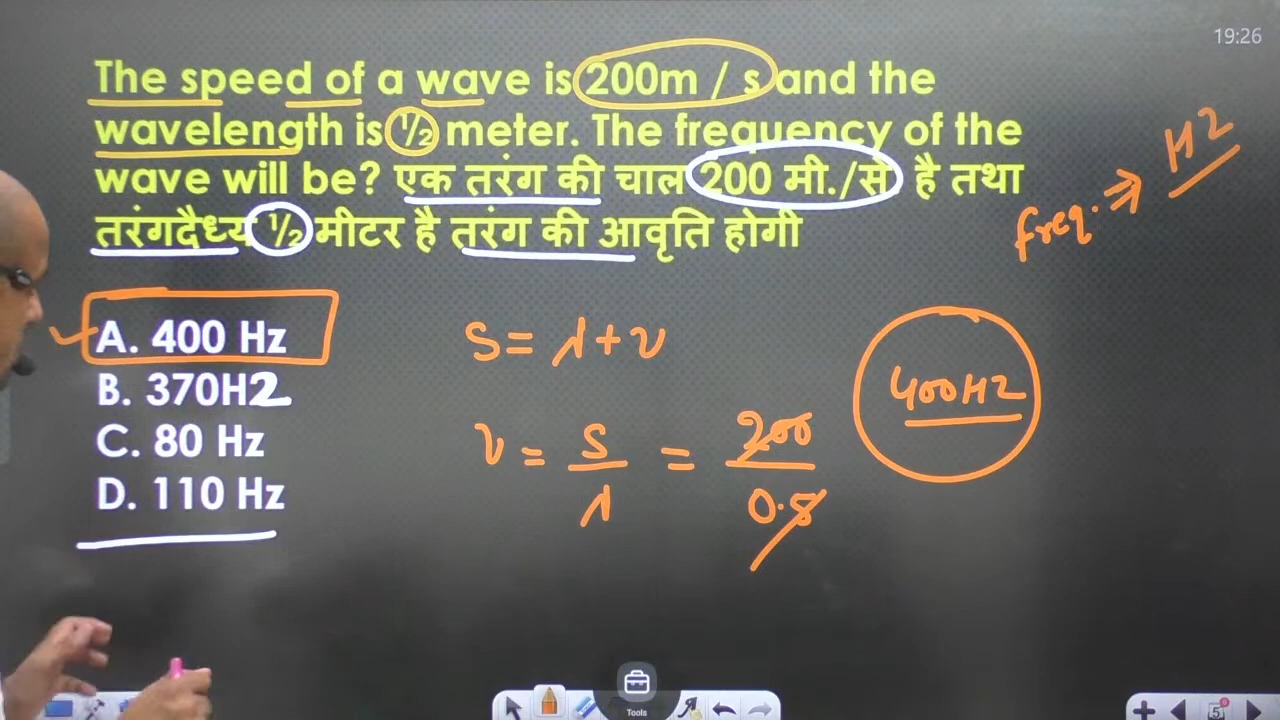 19:26
The speed of a wave is 200m / s and the
wavelength is ½ meter. The frequency of the
wave will be? एक तरंग की चाल 200 मी./से है तथा
तरंगदैध्य ½ मीटर है तरंग की आवृति होगी
freq. ⇒ HZ
A. 400 Hz
B. 370HZ
C. 80 Hz
D. 110 Hz
S = λ + ν
ν = S/λ = 200/0.5
400HZ
Tools
5